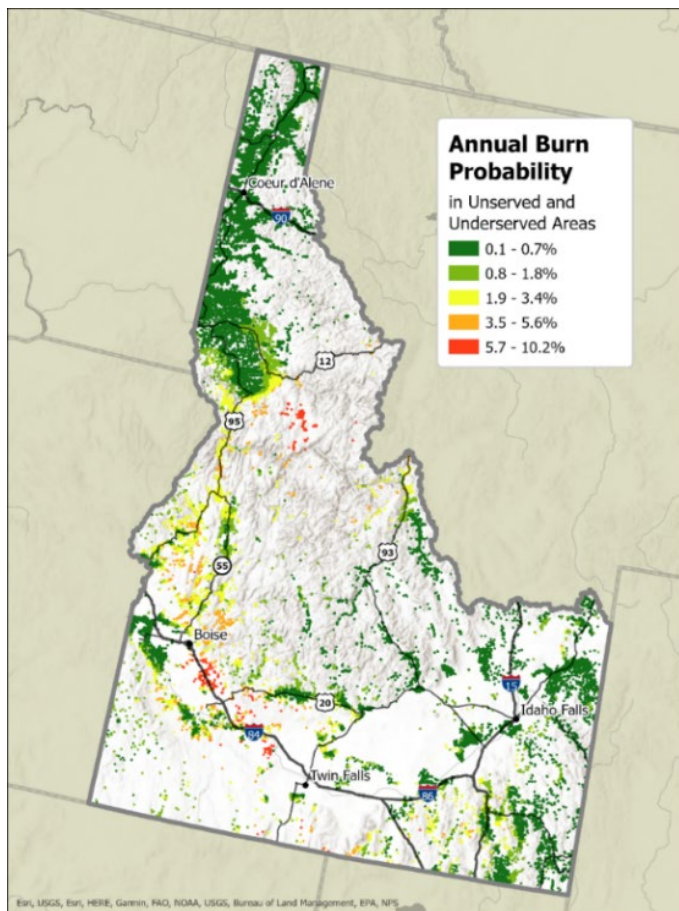 Annual Burn
Probability
in Unserved and
Underserved Areas
0.1 - 0.7%
0.8 - 1.8%
1.9 - 3.4%
3.5 - 5.6%
5.7 - 10.2%
Coeur d'Alene
90
12
95
93
55
Boise
15
20
Idaho Falls
84
Twin Falls
86
Esri, USGS, Esri, HERE, Garmin, FAO, NOAA, USGS, Bureau of Land Management, EPA, NPS